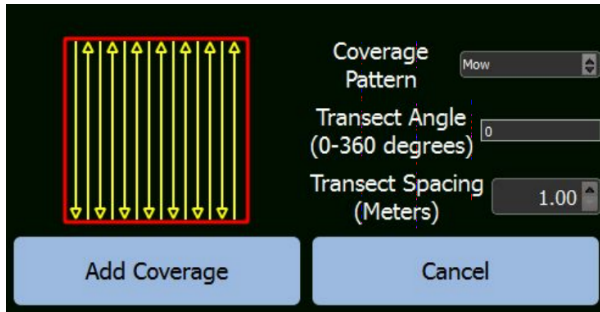 Coverage
Pattern
Mow
Transect Angle
(0-360 degrees)
0
Transect Spacing
(Meters)
1.00
Add Coverage
Cancel